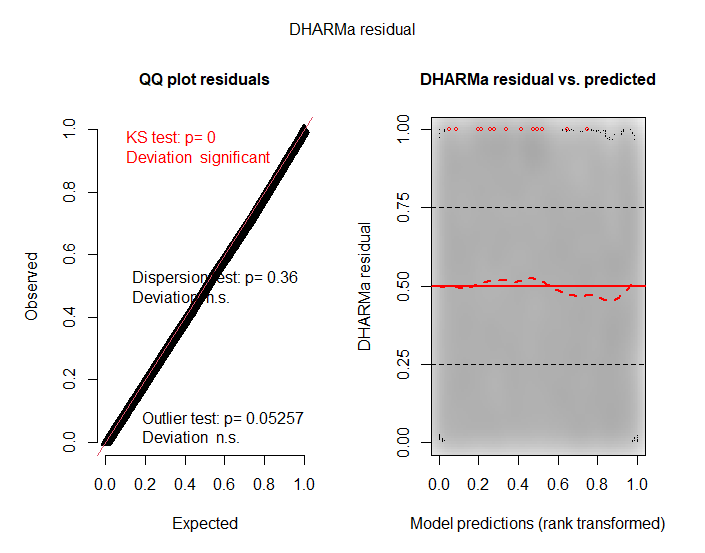 DHARMa residual
QQ plot residuals
KS test: p= 0
Deviation significant
Dispersion test: p= 0.36
Deviation n.s.
Outlier test: p= 0.05257
Deviation n.s.
Observed
0.0 0.2 0.4 0.6 0.8 1.0
0.0 0.2 0.4 0.6 0.8 1.0
Expected
DHARMa residual vs. predicted
DHARMa residual
0.00 0.25 0.50 0.75 1.00
0.0 0.2 0.4 0.6 0.8 1.0
Model predictions (rank transformed)